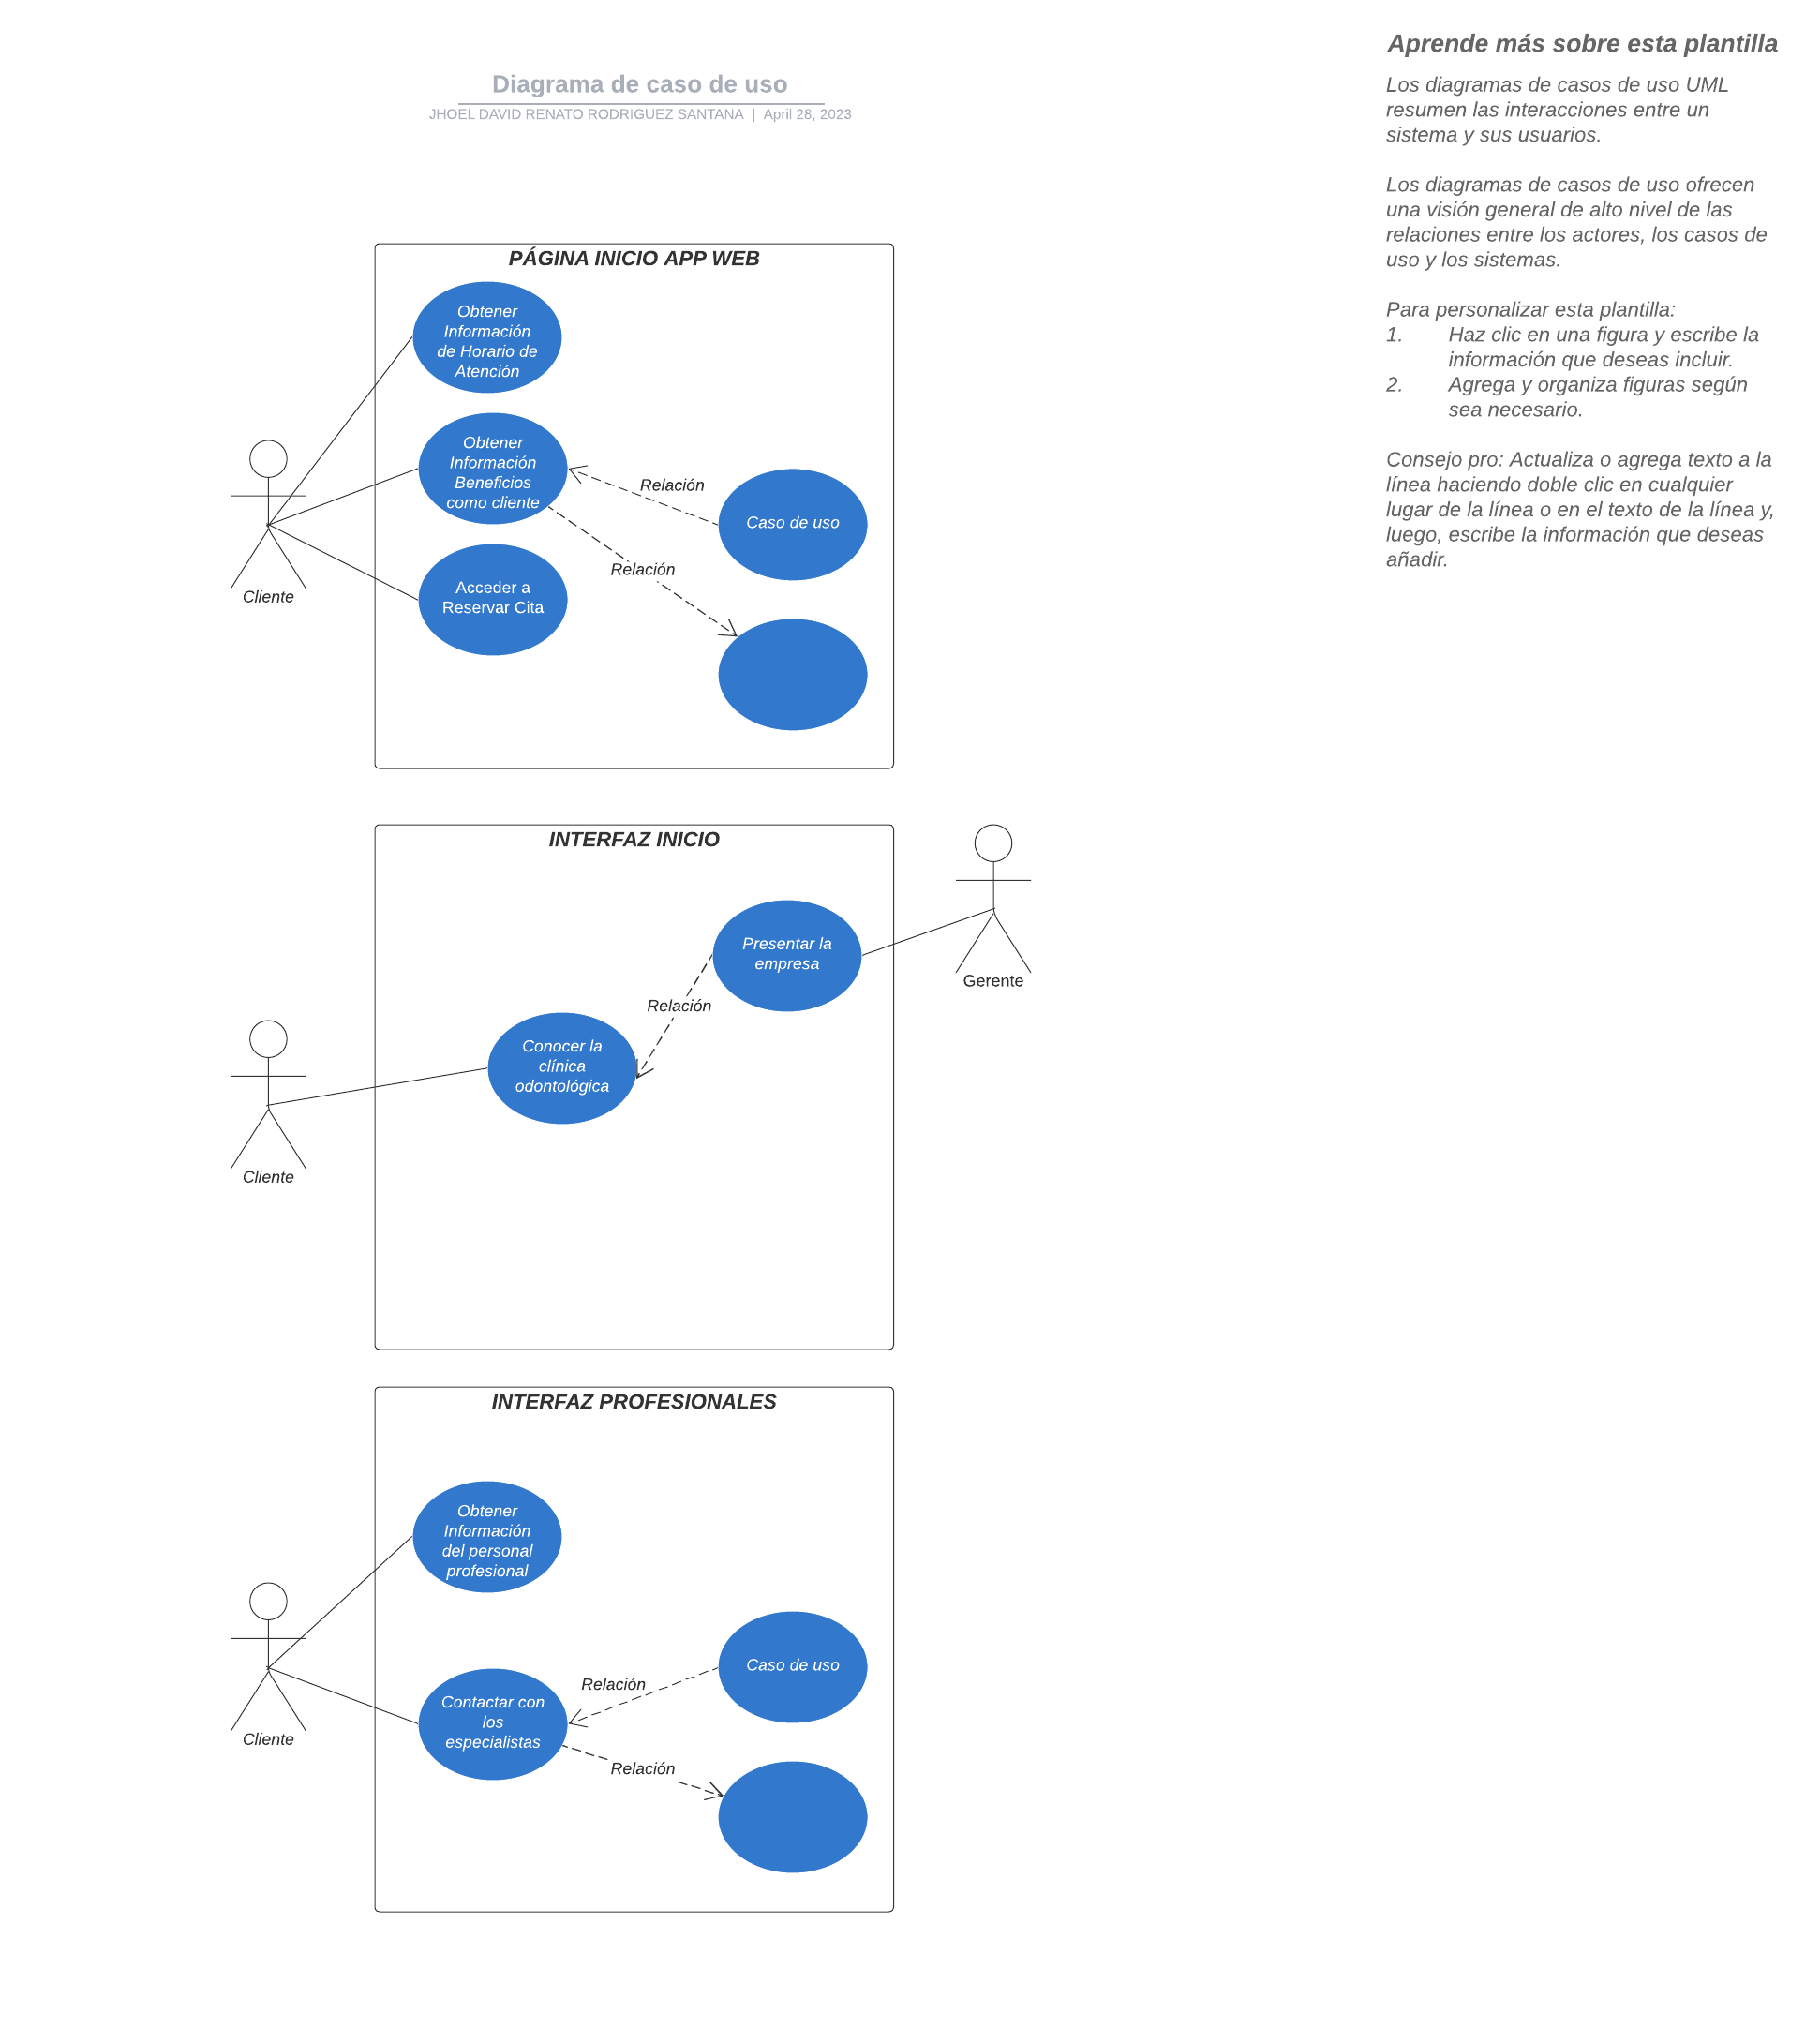 Diagrama de caso de uso
JHOEL DAVID RENATO RODRIGUEZ SANTANA | April 28, 2023
Aprende más sobre esta plantilla
Los diagramas de casos de uso UML
resumen las interacciones entre un
sistema y sus usuarios.
Los diagramas de casos de uso ofrecen
una visión general de alto nivel de las
relaciones entre los actores, los casos de
uso y los sistemas.
Para personalizar esta plantilla:
1. Haz clic en una figura y escribe la
información que deseas incluir.
2. Agrega y organiza figuras según
sea necesario.
Consejo pro: Actualiza o agrega texto a la
línea haciendo doble clic en cualquier
lugar de la línea o en el texto de la línea y,
luego, escribe la información que deseas
añadir.
PÁGINA INICIO APP WEB
Obtener
Información
de Horario de
Atención
Obtener
Información
Beneficios
como cliente
Relación
Caso de uso
Relación
Acceder a
Reservar Cita
Cliente
INTERFAZ INICIO
Presentar la
empresa
Gerente
Relación
Conocer la
clínica
odontológica
Cliente
INTERFAZ PROFESIONALES
Obtener
Información
del personal
profesional
Caso de uso
Relación
Contactar con
los
especialistas
Cliente
Relación